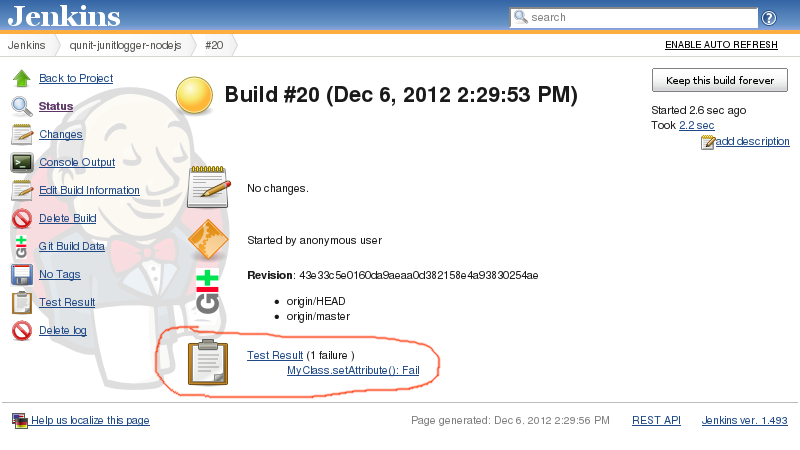 Jenkins
search
Jenkins qunit-junitlogger-nodejs #20
ENABLE AUTO REFRESH
Back to Project
Status
Changes
Console Output
Edit Build Information
Delete Build
Git Build Data
No Tags
Test Result
Delete log
Build #20 (Dec 6, 2012 2:29:53 PM)
Keep this build forever
Started 2.6 sec ago
Took 2.2 sec
add description
No changes.
Started by anonymous user
GIT
Revision: 43e33c5e0160da9aeaa0d382158e4a93830254ae
origin/HEAD
origin/master
Test Result (1 failure )
MyClass.setAttribute(): Fail
Help us localize this page
Page generated: Dec 6, 2012 2:29:56 PM
REST API
Jenkins ver. 1.493